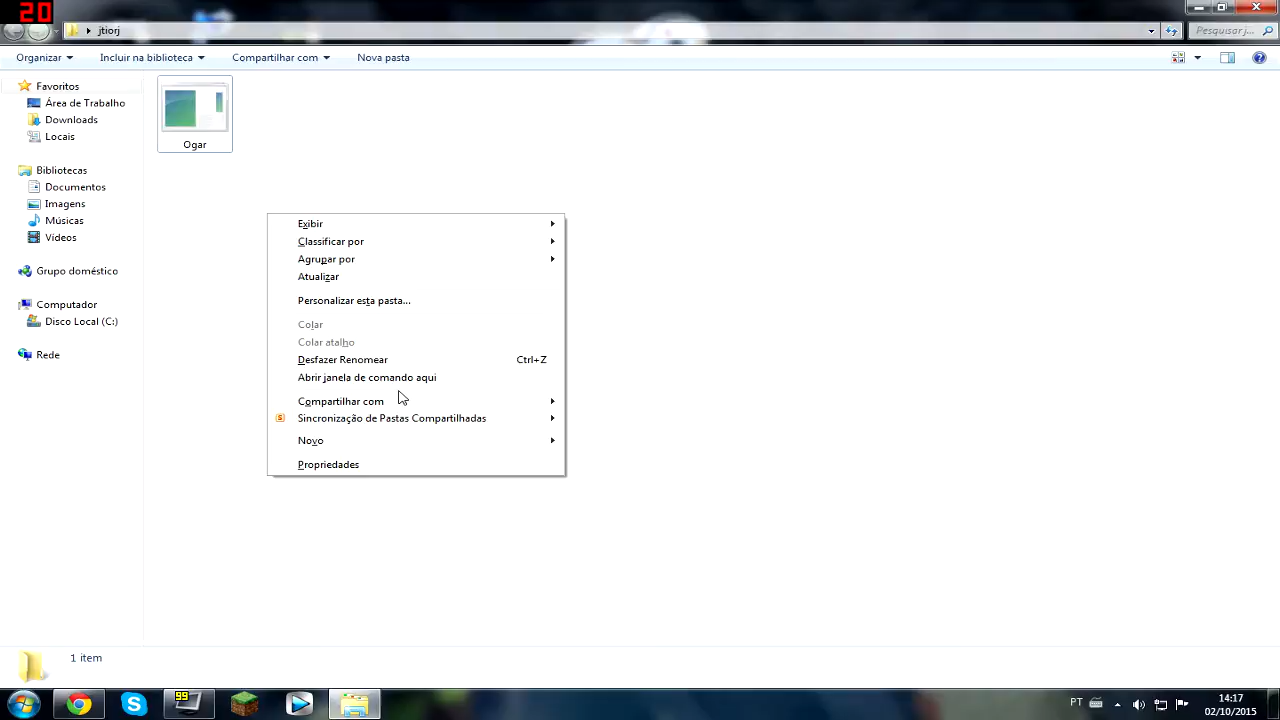 20
jtiorj
Pesquisar j...
Organizar
Incluir na biblioteca
Compartilhar com
Nova pasta
Favoritos
Área de Trabalho
Downloads
Locais
Bibliotecas
Documentos
Imagens
Músicas
Vídeos
Grupo doméstico
Computador
Disco Local (C:)
Rede
Ogar
Exibir
Classificar por
Agrupar por
Atualizar
Personalizar esta pasta...
Colar
Colar atalho
Desfazer Renomear Ctrl+Z
Abrir janela de comando aqui
Compartilhar com
Sincronização de Pastas Compartilhadas
Novo
Propriedades
1 item
99
PT
14:17
02/10/2015